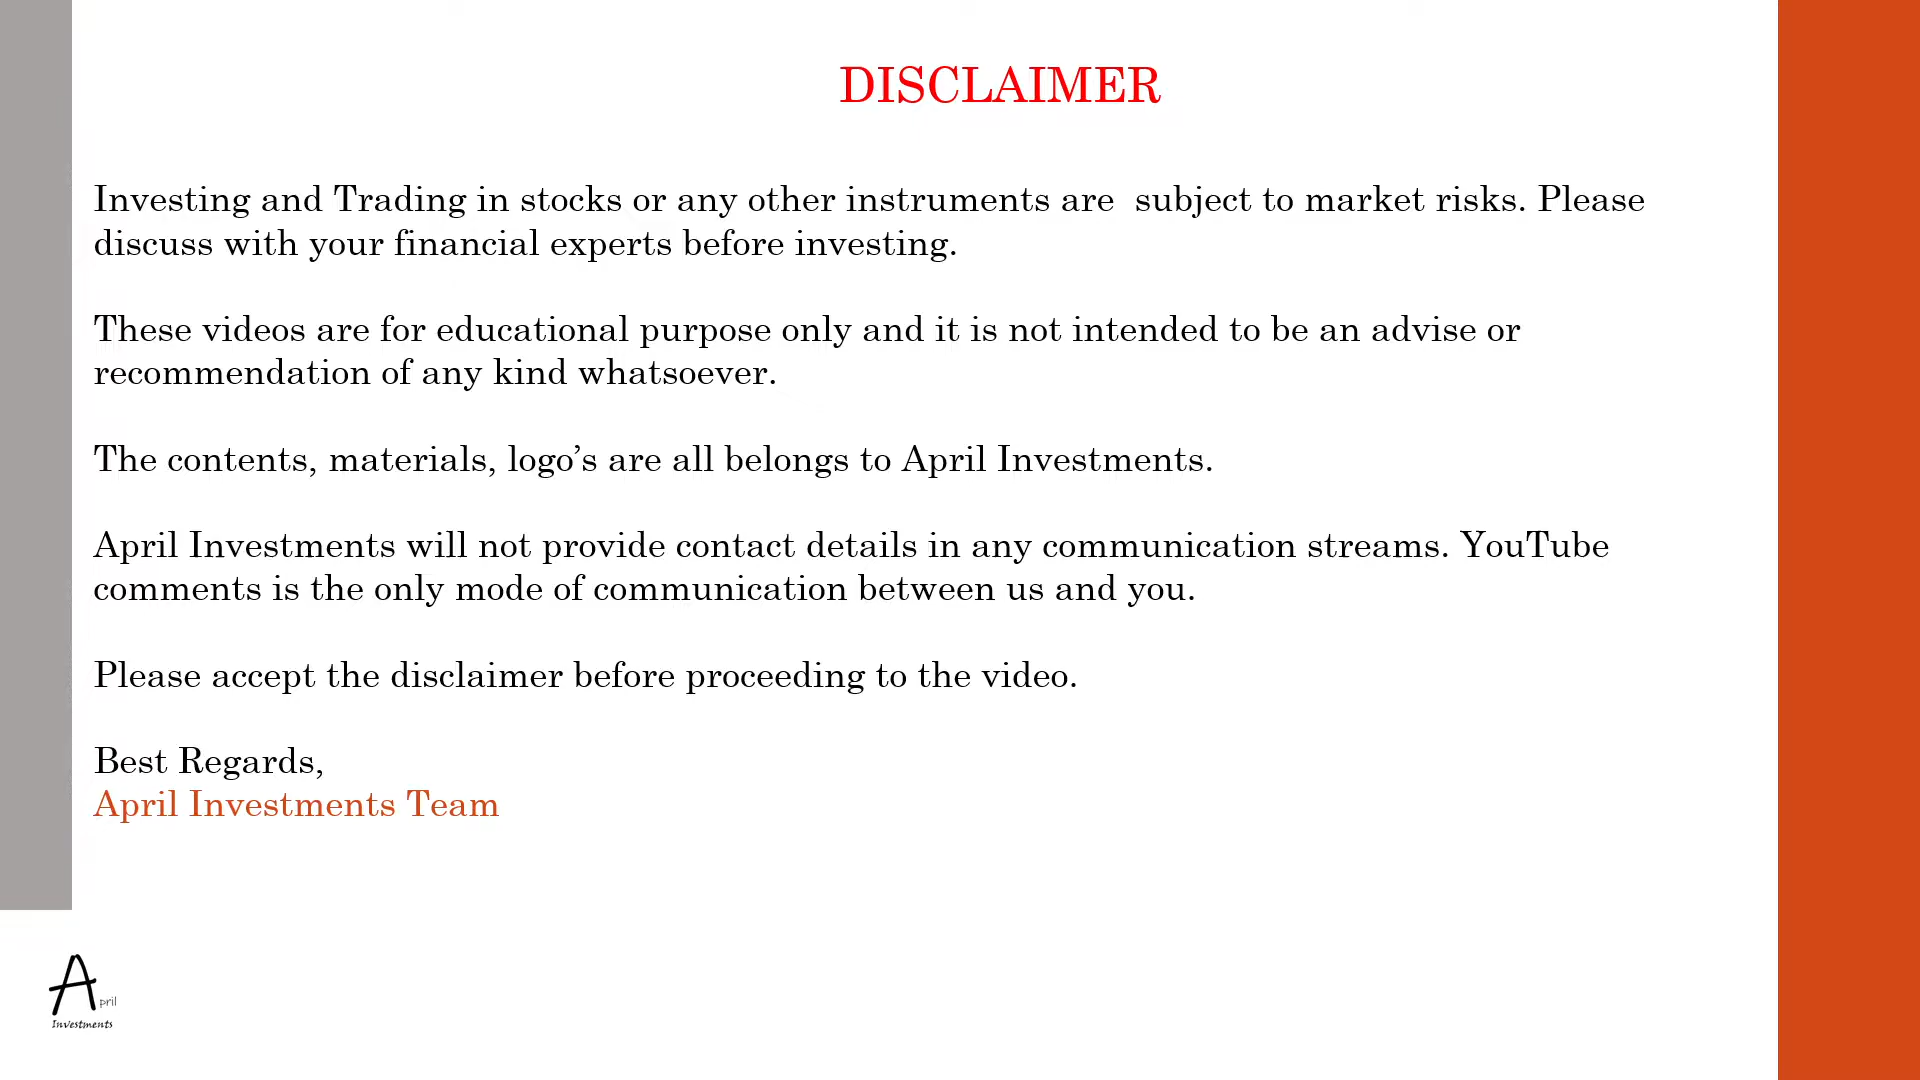 DISCLAIMER
Investing and Trading in stocks or any other instruments are  subject to market risks. Please
discuss with your financial experts before investing.
These videos are for educational purpose only and it is not intended to be an advise or
recommendation of any kind whatsoever.
The contents, materials, logo’s are all belongs to April Investments.
April Investments will not provide contact details in any communication streams. YouTube
comments is the only mode of communication between us and you.
Please accept the disclaimer before proceeding to the video.
Best Regards,
April Investments Team
April
Investments